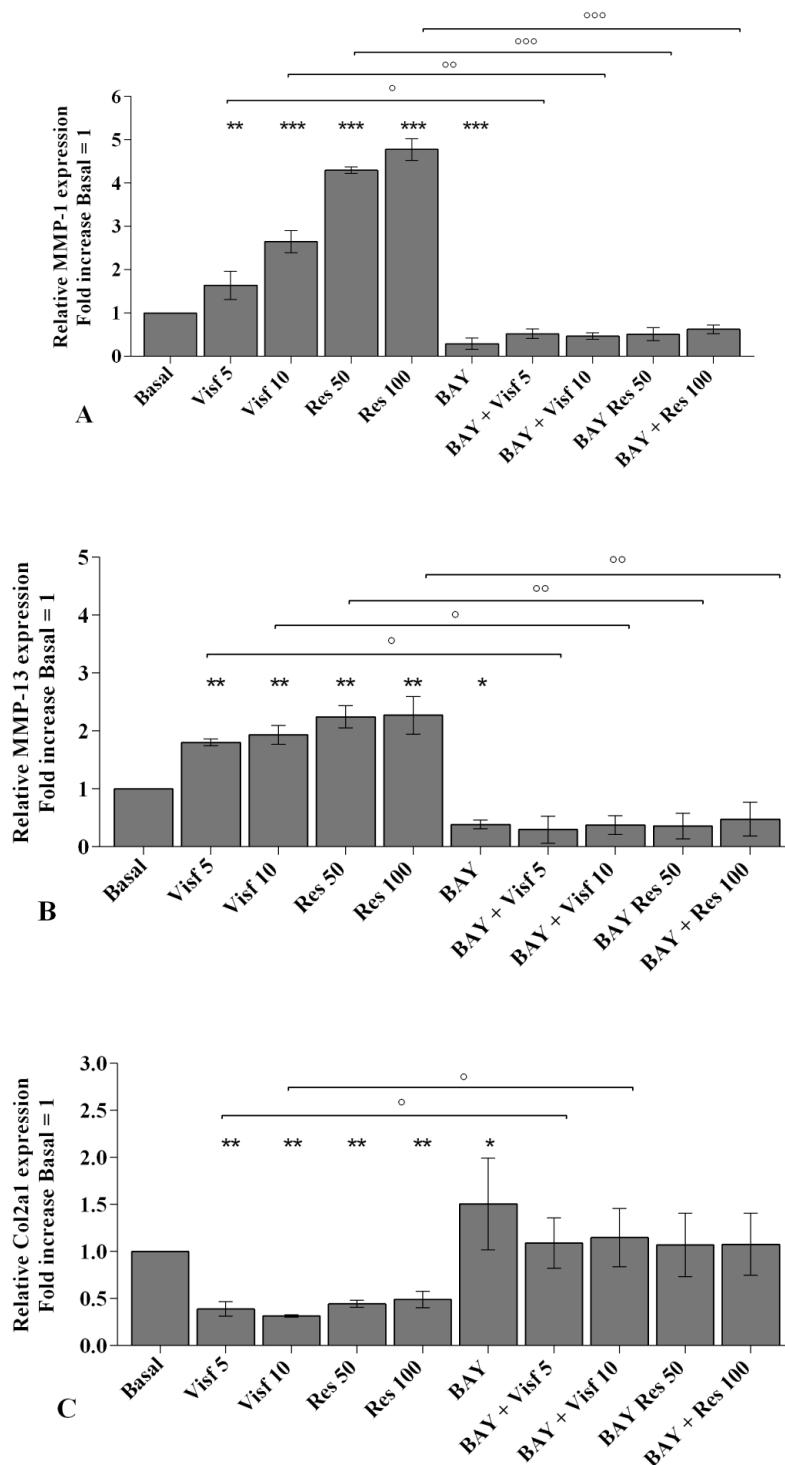 °°°
°°°
°°
°
** *** *** *** ***
Relative MMP-1 expression
Fold increase Basal = 1
6
5
4
3
2
1
0
Basal
Visf 5
Visf 10
Res 50
Res 100
BAY
BAY + Visf 5
BAY + Visf 10
BAY Res 50
BAY + Res 100
A
°°
°°
°
°
** ** ** ** *
Relative MMP-13 expression
Fold increase Basal = 1
5
4
3
2
1
0
Basal
Visf 5
Visf 10
Res 50
Res 100
BAY
BAY + Visf 5
BAY + Visf 10
BAY Res 50
BAY + Res 100
B
°
°
** ** ** ** *
Relative Col2a1 expression
Fold increase Basal = 1
3.0
2.5
2.0
1.5
1.0
0.5
0.0
Basal
Visf 5
Visf 10
Res 50
Res 100
BAY
BAY + Visf 5
BAY + Visf 10
BAY Res 50
BAY + Res 100
C